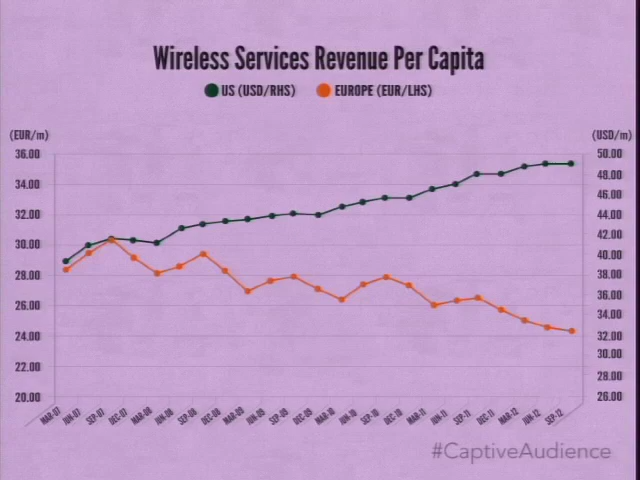 Wireless Services Revenue Per Capita
US (USD/RHS) EUROPE (EUR/LHS)
(EUR/m) (USD/m)
36.00 50.00
34.00 48.00
32.00 46.00
30.00 44.00
28.00 42.00
26.00 40.00
24.00 38.00
22.00 36.00
20.00 34.00
32.00
30.00
28.00
26.00
MAR-07 JUN-07 SEP-07 DEC-07 MAR-08 JUN-08 SEP-08 DEC-08 MAR-09 JUN-09 SEP-09 DEC-09 MAR-10 JUN-10 SEP-10 DEC-10 MAR-11 JUN-11 SEP-11 DEC-11 MAR-12 JUN-12 SEP-12
#CaptiveAudience